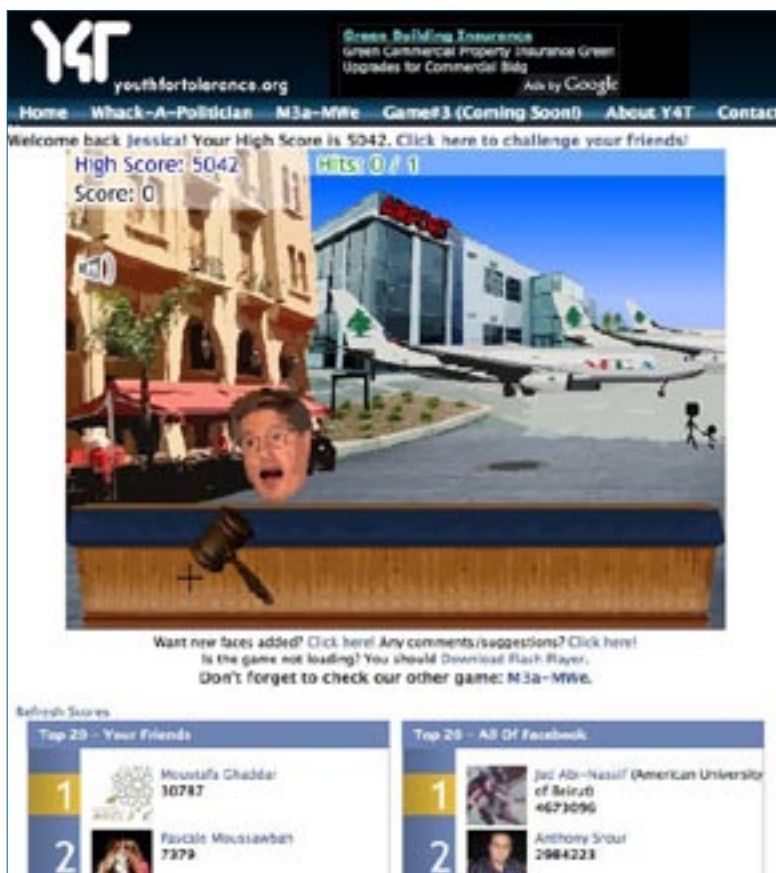 Y4T
youthfortolerence.org
Green Building Insurance
Green Commercial Property Insurance Green
Upgrades for Commercial Bldg
Ads by Google
Home Whack-A-Politician M3a-MWe Game#3 (Coming Soon!) About Y4T Contac
Welcome back Jessica! Your High Score is 5042. Click here to challenge your friends!
High Score: 5042 Hits: 0 / 1
Score: 0
AIRPORT
MEA
Want new faces added? Click here! Any comments/suggestions? Click here!
Is the game not loading? You should Download Flash Player.
Don't forget to check our other game: M3a-MWe.
Refresh Scores
Top 20 - Your Friends
1
Moustafa Ghaddar
10787
2
Pascale Moussawbah
7379
Top 20 - All Of Facebook
1
Jad Abi-Nassif (American University
of Beirut)
4673096
2
Anthony Srour
2984223